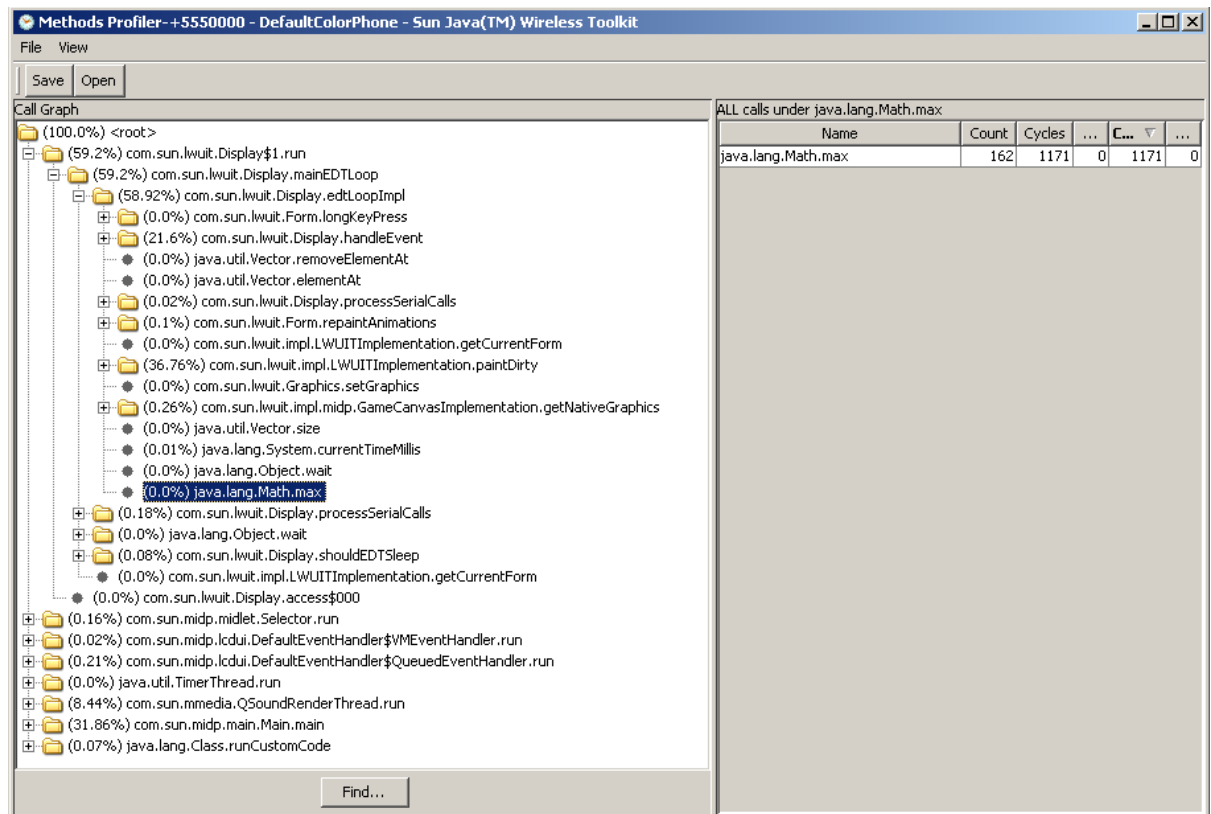 Methods Profiler-+5550000 - DefaultColorPhone - Sun Java(TM) Wireless Toolkit
File View
Save Open
Call Graph
(100.0%) <root>
(59.2%) com.sun.lwuit.Display$1.run
(59.2%) com.sun.lwuit.Display.mainEDTLoop
(58.92%) com.sun.lwuit.Display.edtLoopImpl
(0.0%) com.sun.lwuit.Form.longKeyPress
(21.6%) com.sun.lwuit.Display.handleEvent
(0.0%) java.util.Vector.removeElementAt
(0.0%) java.util.Vector.elementAt
(0.02%) com.sun.lwuit.Display.processSerialCalls
(0.1%) com.sun.lwuit.Form.repaintAnimations
(0.0%) com.sun.lwuit.impl.LWUITImplementation.getCurrentForm
(36.76%) com.sun.lwuit.impl.LWUITImplementation.paintDirty
(0.0%) com.sun.lwuit.Graphics.setGraphics
(0.26%) com.sun.lwuit.impl.midp.GameCanvasImplementation.getNativeGraphics
(0.0%) java.util.Vector.size
(0.01%) java.lang.System.currentTimeMillis
(0.0%) java.lang.Object.wait
(0.0%) java.lang.Math.max
(0.18%) com.sun.lwuit.Display.processSerialCalls
(0.0%) java.lang.Object.wait
(0.08%) com.sun.lwuit.Display.shouldEDTSleep
(0.0%) com.sun.lwuit.impl.LWUITImplementation.getCurrentForm
(0.0%) com.sun.lwuit.Display.access$000
(0.16%) com.sun.midp.midlet.Selector.run
(0.02%) com.sun.midp.lcdui.DefaultEventHandler$VMEventHandler.run
(0.21%) com.sun.midp.lcdui.DefaultEventHandler$QueuedEventHandler.run
(0.0%) java.util.TimerThread.run
(8.44%) com.sun.mmedia.QSoundRenderThread.run
(31.86%) com.sun.midp.main.Main.main
(0.07%) java.lang.Class.runCustomCode
Find...
ALL calls under java.lang.Math.max
Name Count Cycles ... C... ...
java.lang.Math.max 162 1171 0 1171 0